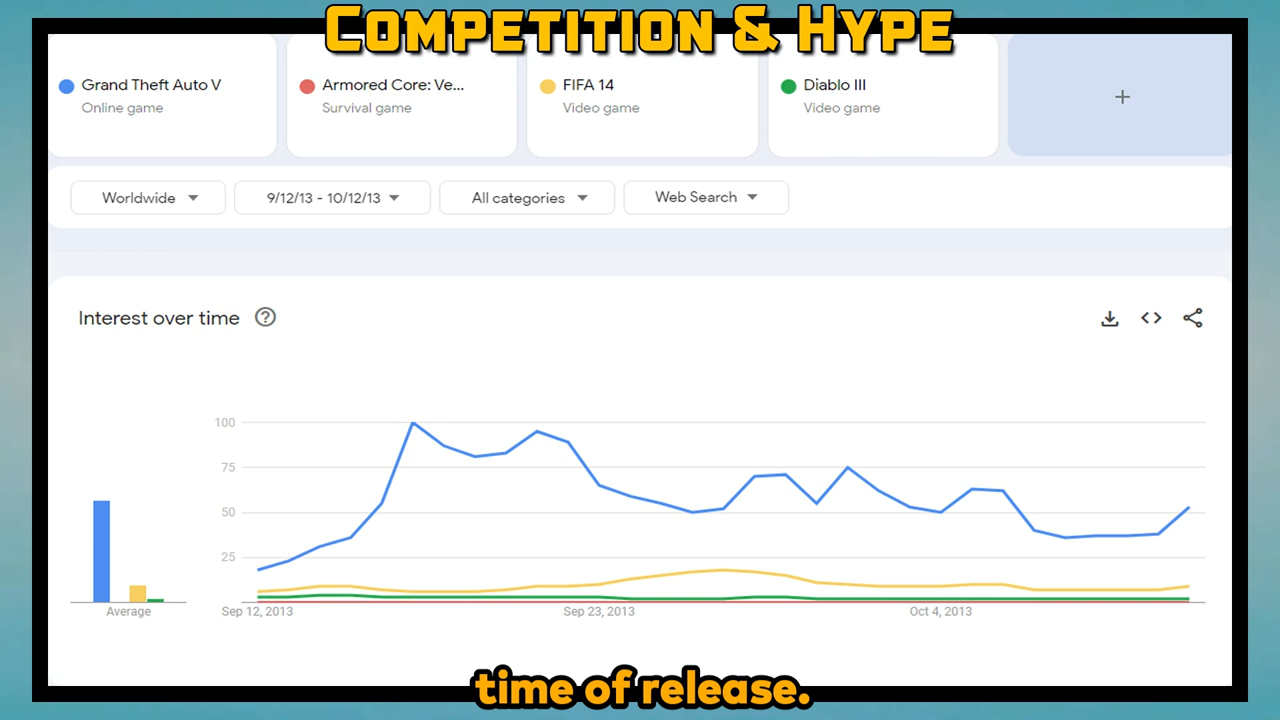 Competition & Hype
Grand Theft Auto V
Online game
Armored Core: Ve...
Survival game
FIFA 14
Video game
Diablo III
Video game
+
Worldwide
9/12/13 - 10/12/13
All categories
Web Search
Interest over time
?
100
75
50
25
Average
Sep 12, 2013
Sep 23, 2013
Oct 4, 2013
time of release.